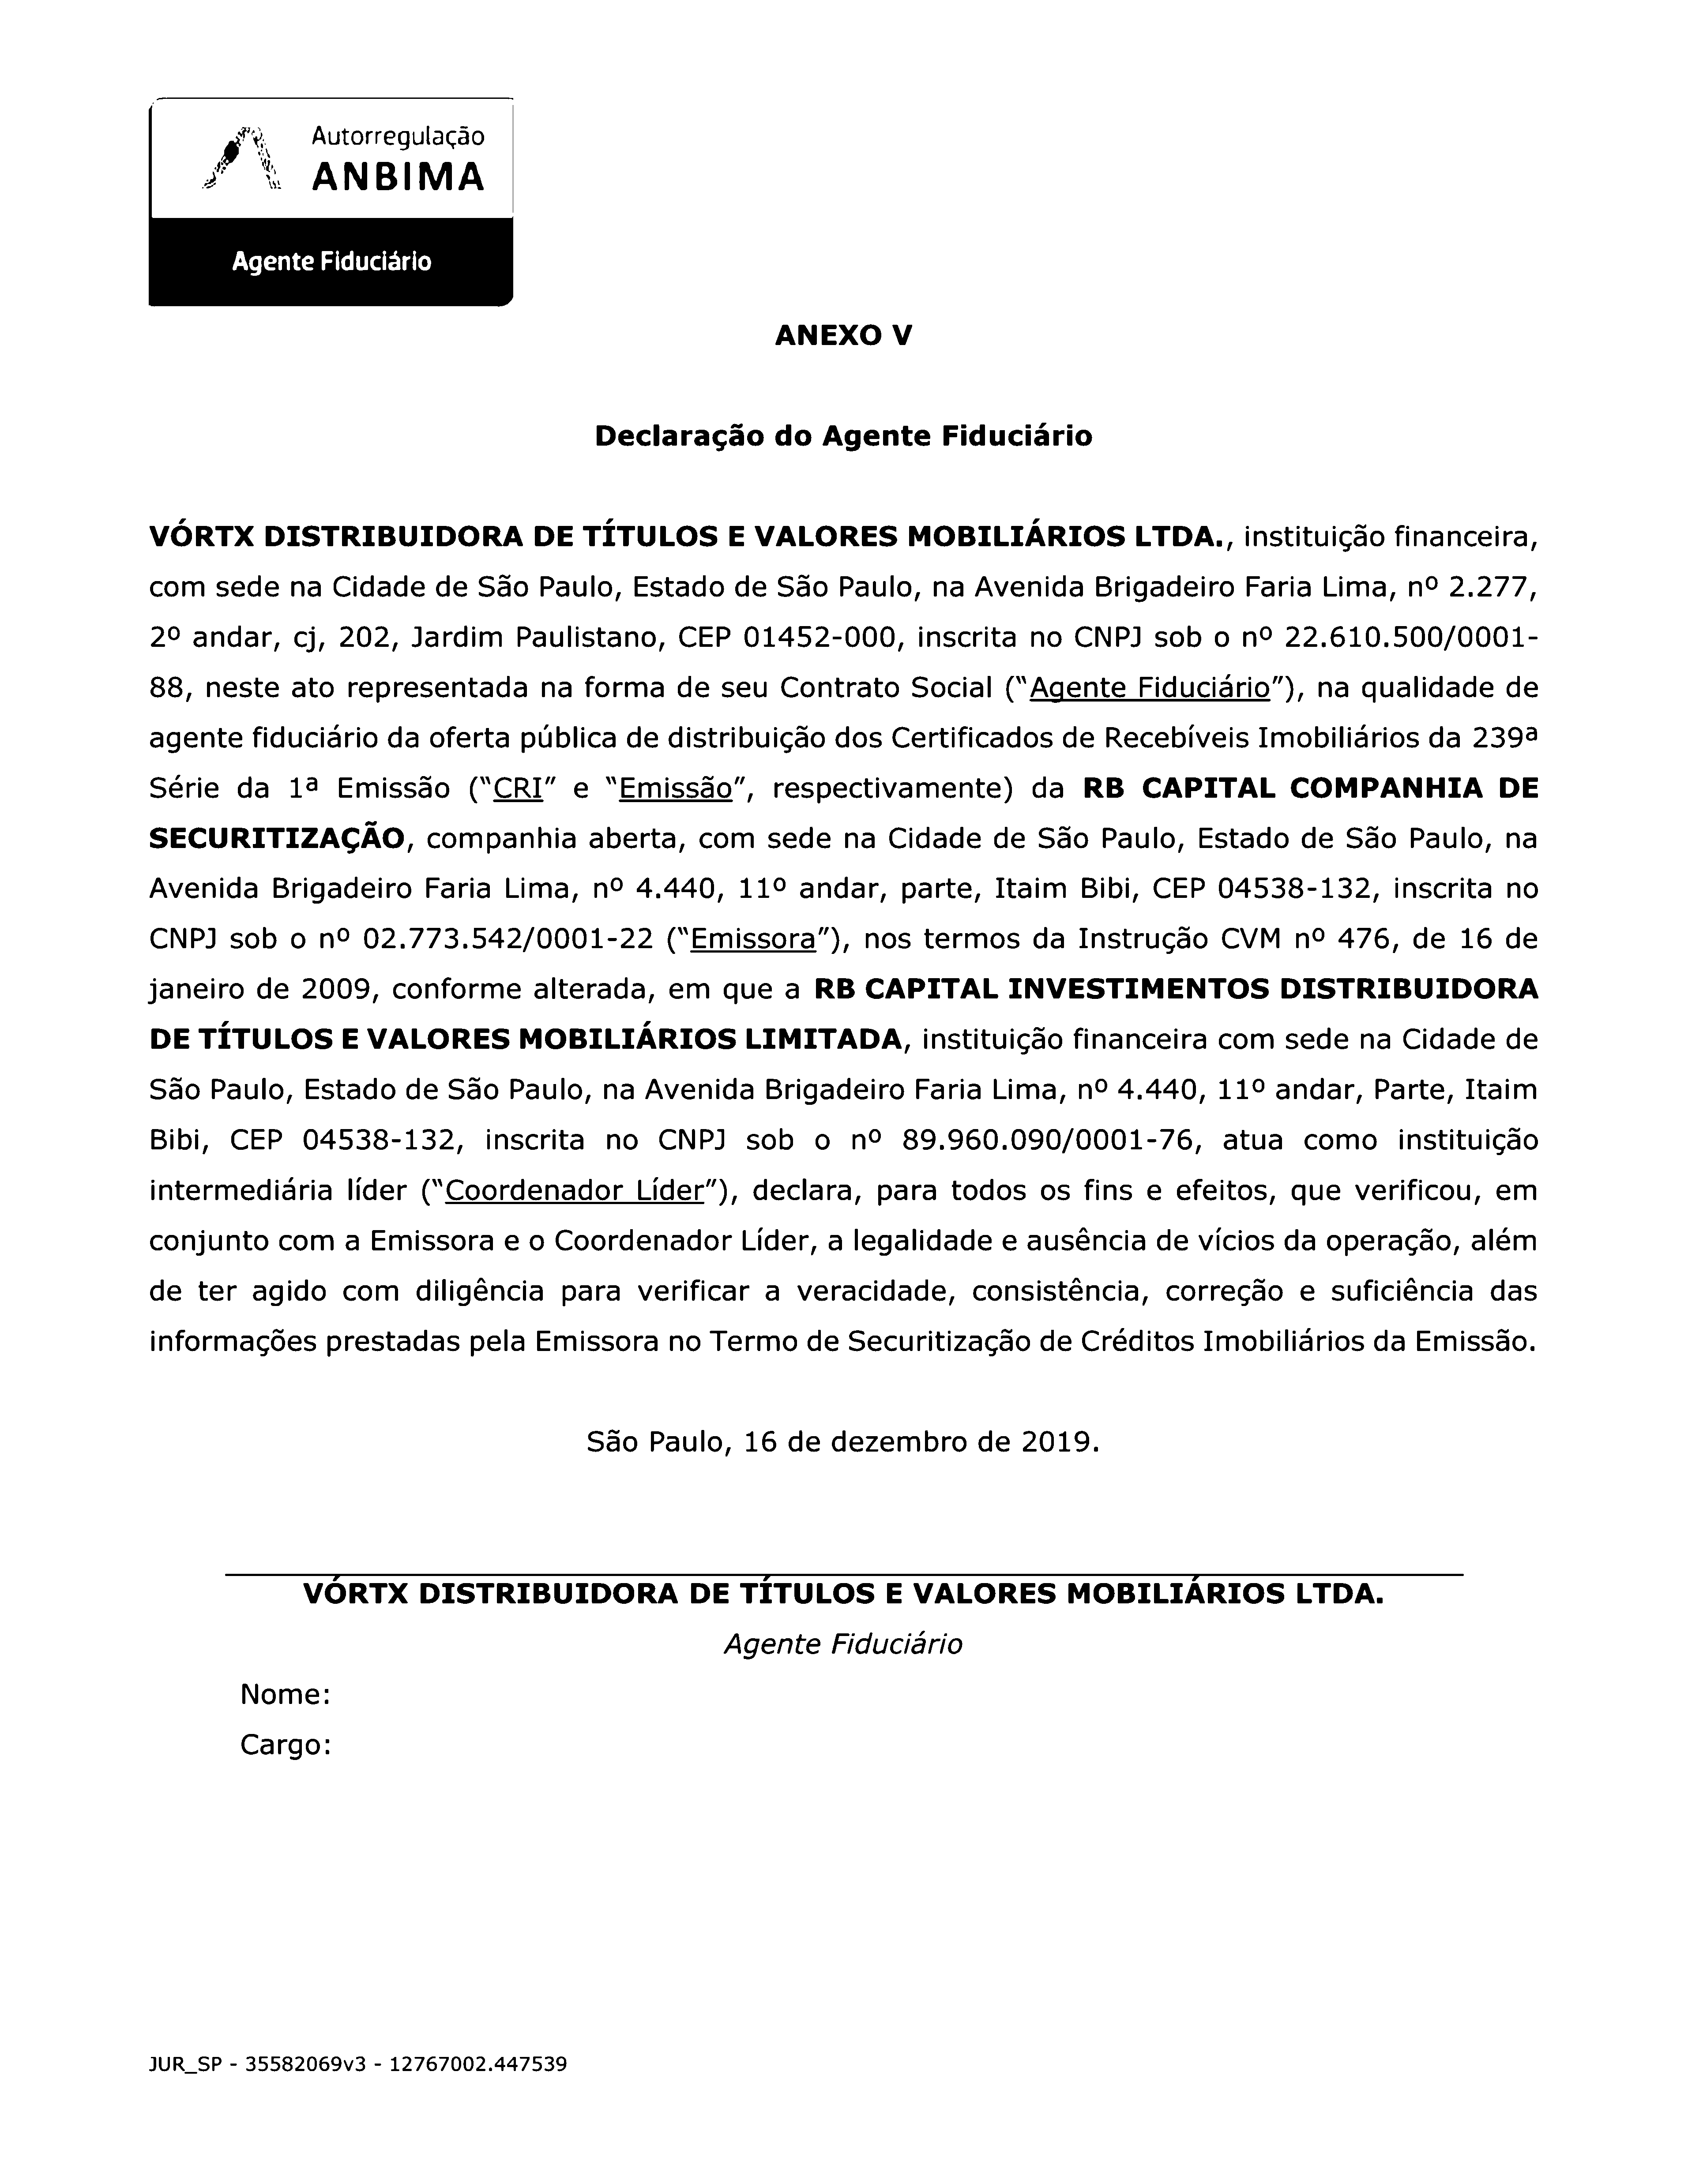 Autorregulação
ANBIMA
Agente Fiduciário
ANEXO V
Declaração do Agente Fiduciário
VÓRTX DISTRIBUIDORA DE TÍTULOS E VALORES MOBILIÁRIOS LTDA., instituição financeira,
com sede na Cidade de São Paulo, Estado de São Paulo, na Avenida Brigadeiro Faria Lima, nº 2.277,
2º andar, cj, 202, Jardim Paulistano, CEP 01452-000, inscrita no CNPJ sob o nº 22.610.500/0001-
88, neste ato representada na forma de seu Contrato Social (“Agente Fiduciário”), na qualidade de
agente fiduciário da oferta pública de distribuição dos Certificados de Recebíveis Imobiliários da 239ª
Série da 1ª Emissão (“CRI” e “Emissão”, respectivamente) da RB CAPITAL COMPANHIA DE
SECURITIZAÇÃO, companhia aberta, com sede na Cidade de São Paulo, Estado de São Paulo, na
Avenida Brigadeiro Faria Lima, nº 4.440, 11º andar, parte, Itaim Bibi, CEP 04538-132, inscrita no
CNPJ sob o nº 02.773.542/0001-22 (“Emissora”), nos termos da Instrução CVM nº 476, de 16 de
janeiro de 2009, conforme alterada, em que a RB CAPITAL INVESTIMENTOS DISTRIBUIDORA
DE TÍTULOS E VALORES MOBILIÁRIOS LIMITADA, instituição financeira com sede na Cidade de
São Paulo, Estado de São Paulo, na Avenida Brigadeiro Faria Lima, nº 4.440, 11º andar, Parte, Itaim
Bibi, CEP 04538-132, inscrita no CNPJ sob o nº 89.960.090/0001-76, atua como instituição
intermediária líder (“Coordenador Líder”), declara, para todos os fins e efeitos, que verificou, em
conjunto com a Emissora e o Coordenador Líder, a legalidade e ausência de vícios da operação, além
de ter agido com diligência para verificar a veracidade, consistência, correção e suficiência das
informações prestadas pela Emissora no Termo de Securitização de Créditos Imobiliários da Emissão.
São Paulo, 16 de dezembro de 2019.
VÓRTX DISTRIBUIDORA DE TÍTULOS E VALORES MOBILIÁRIOS LTDA.
Agente Fiduciário
Nome:
Cargo:
JUR_SP - 35582069v3 - 12767002.447539